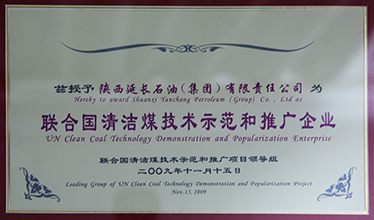 兹授予 陕西延长石油(集团)有限责任公司 为
Hereby to award Shaanxi Yanchang Petroleum (Group) Co., Ltd as
联合国清洁煤技术示范和推广企业
UN Clean Coal Technology Demonstration and Popularization Enterprise
联合国清洁煤技术示范和推广项目领导组
二〇〇九年十一月十五日
Leading Group of UN Clean Coal Technology Demonstration and Popularization Project
Nov. 15, 2009